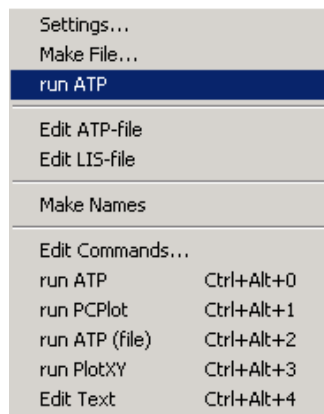 Settings...
Make File...
run ATP
Edit ATP-file
Edit LIS-file
Make Names
Edit Commands...
run ATP Ctrl+Alt+0
run PCPlot Ctrl+Alt+1
run ATP (file) Ctrl+Alt+2
run PlotXY Ctrl+Alt+3
Edit Text Ctrl+Alt+4